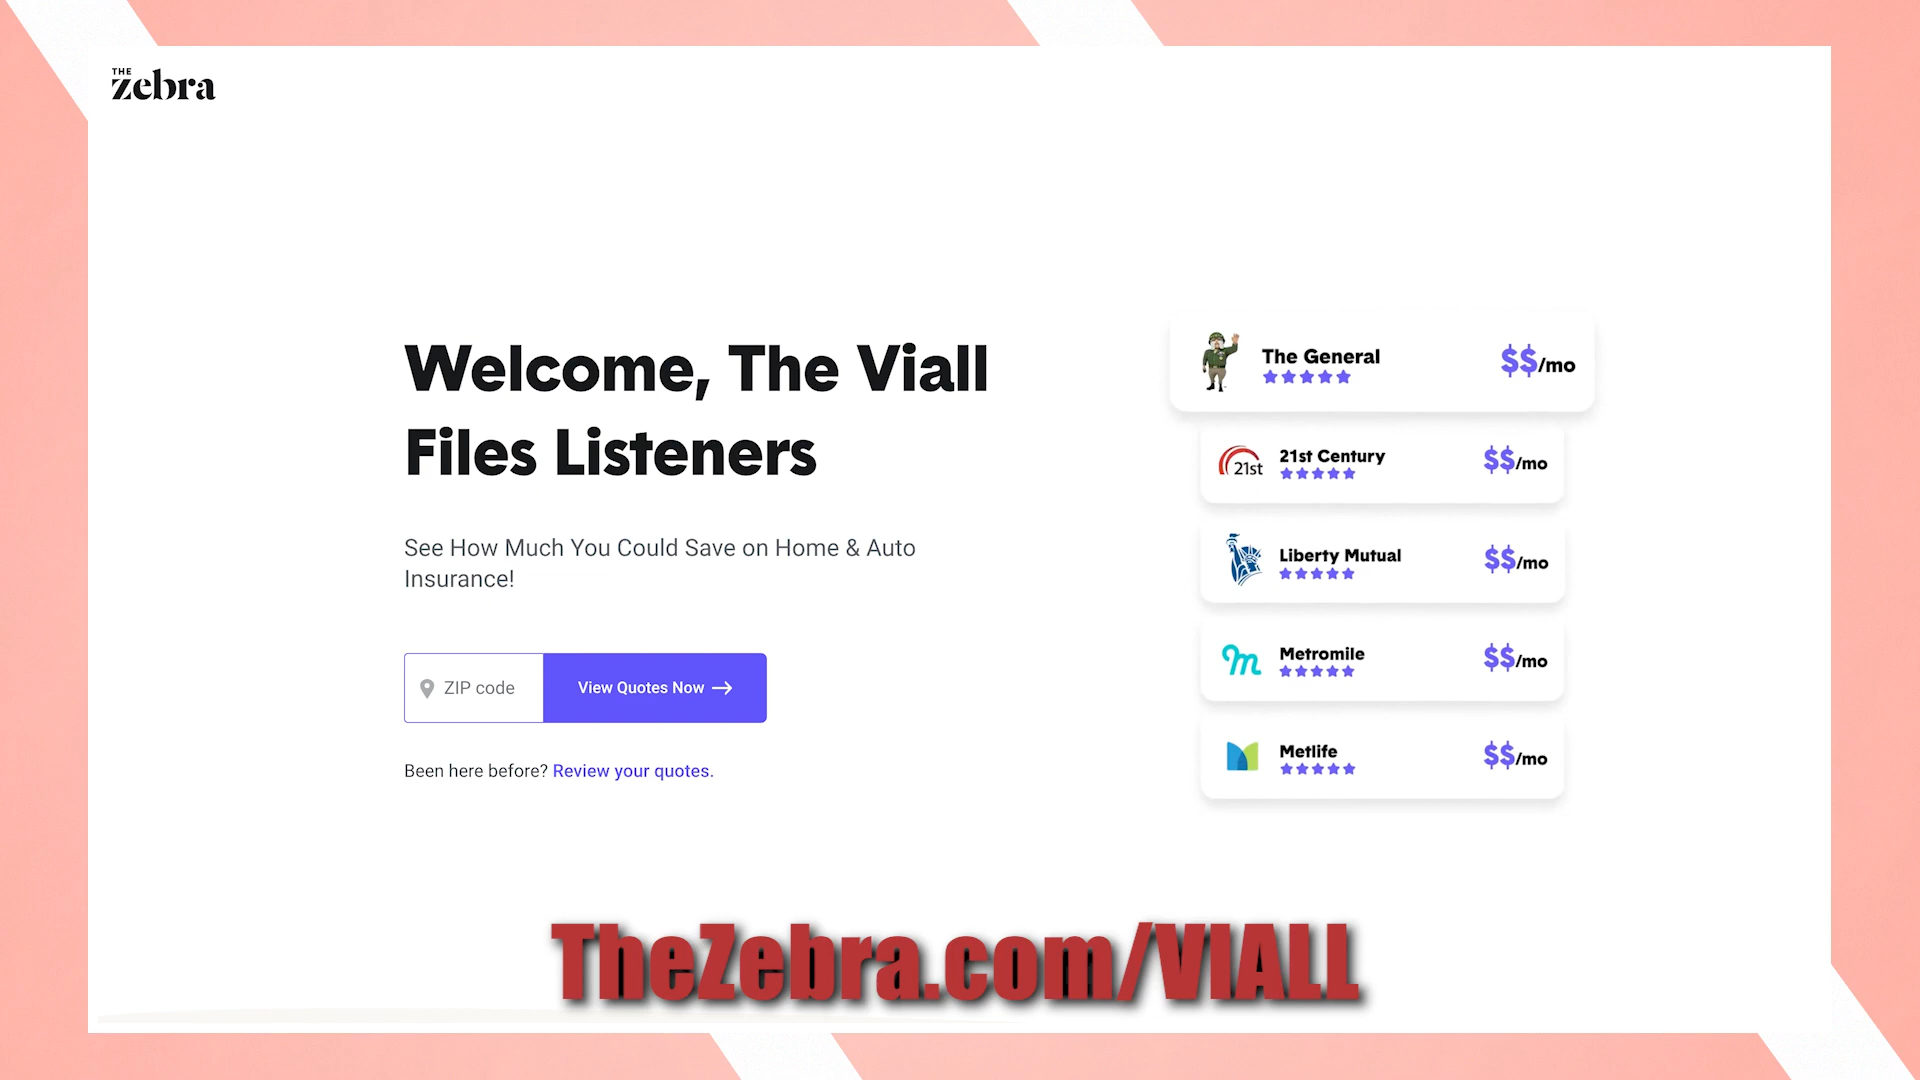 THE
zebra
Welcome, The Viall
Files Listeners
See How Much You Could Save on Home & Auto
Insurance!
ZIP code
View Quotes Now →
Been here before? Review your quotes.
The General
$$/mo
21st
21st Century
$$/mo
Liberty Mutual
$$/mo
Metromile
$$/mo
Metlife
$$/mo
TheZebra.com/VIALL